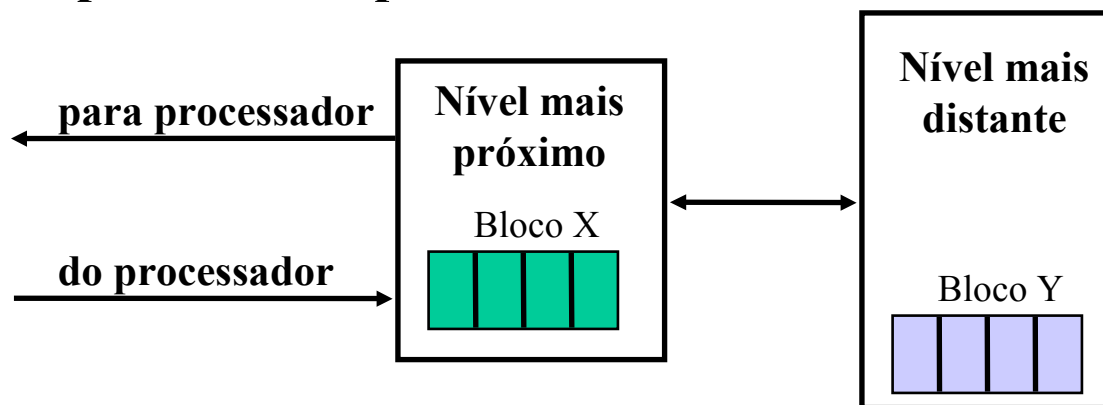 para processador
do processador
Nível mais
próximo
Bloco X
Nível mais
distante
Bloco Y